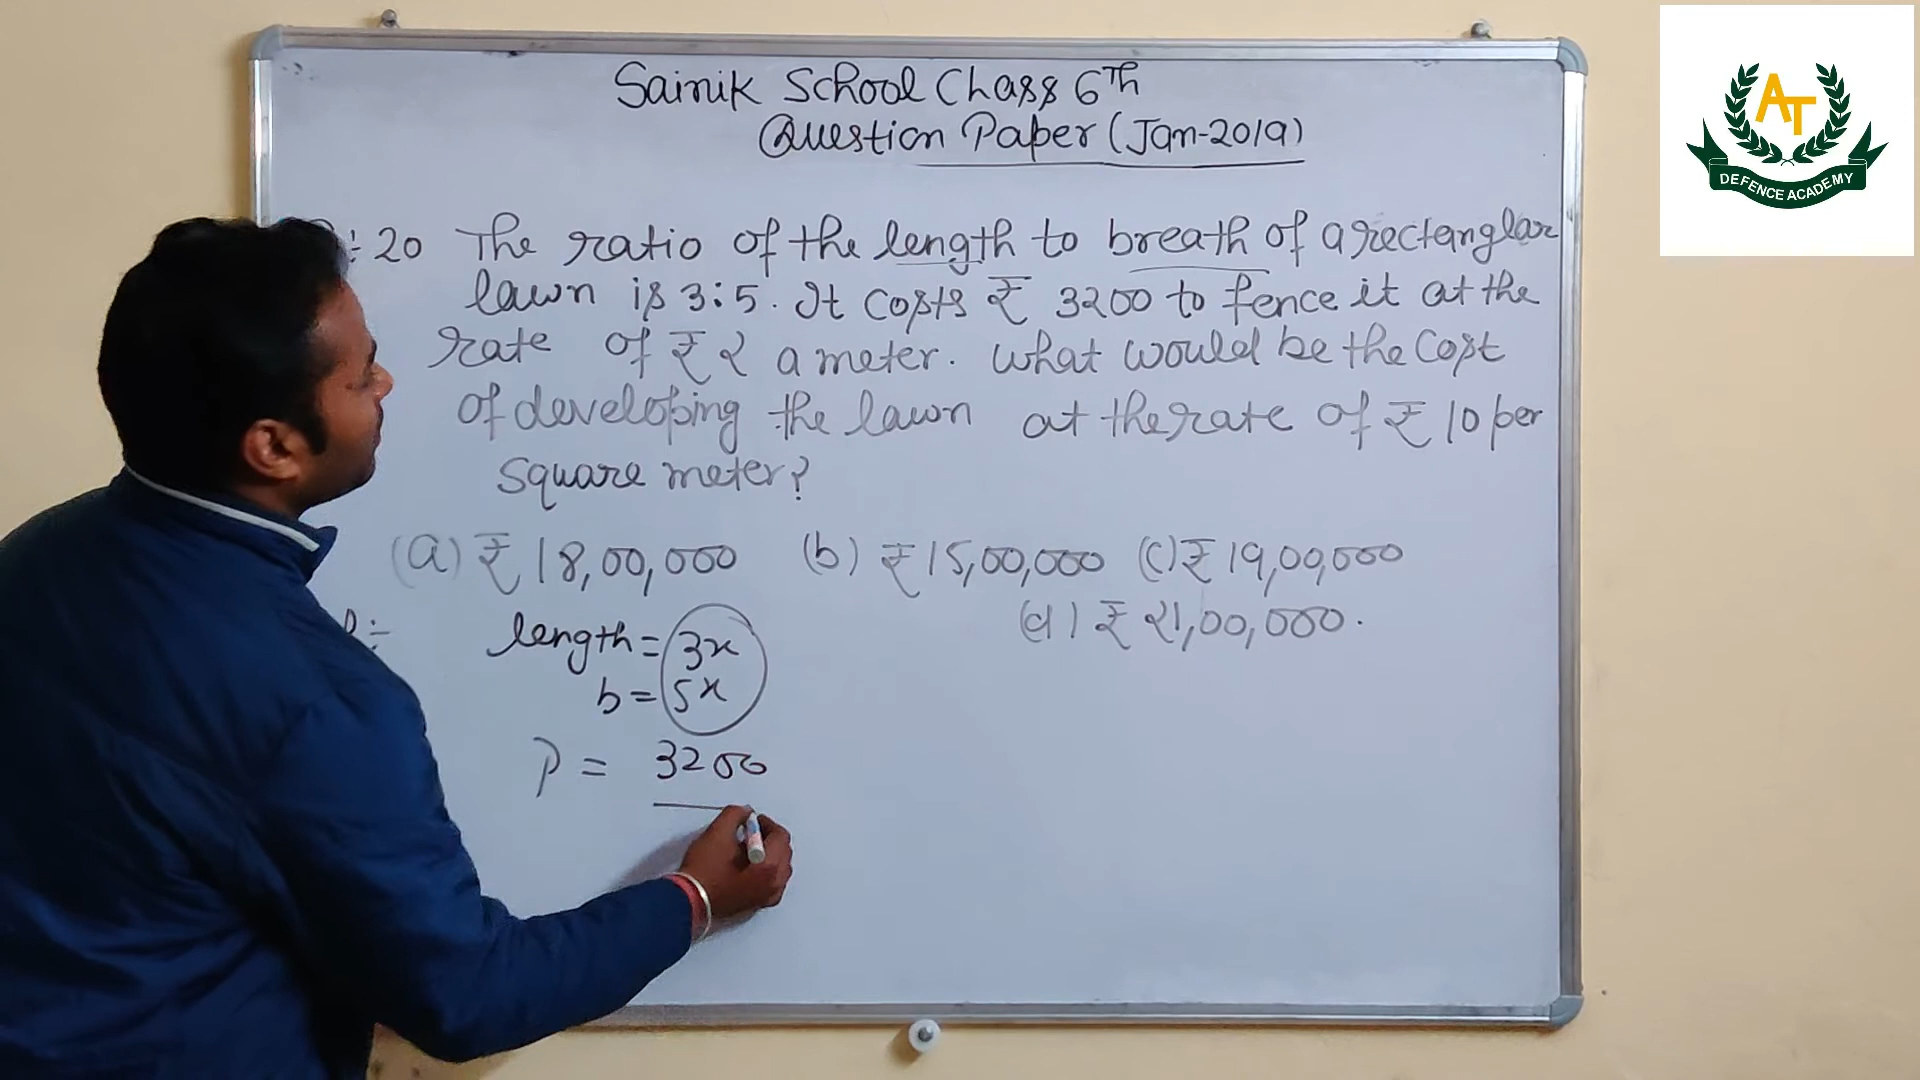 Sainik School Class 6Th
Question Paper (Jan-2019)
20 The ratio of the length to breath of a rectanglar
lawn is 3:5. It costs ₹ 3200 to fence it at the
rate of ₹ २ a meter. What would be the cost
of developing the lawn at the rate of ₹ 10 per
square meter?
(a) ₹ 18,00,000 (b) ₹ 15,00,000 (c) ₹ 19,00,000
(d) ₹ २1,00,000.
length = 3x
b = 5x
P = 3200
AT
DEFENCE ACADEMY